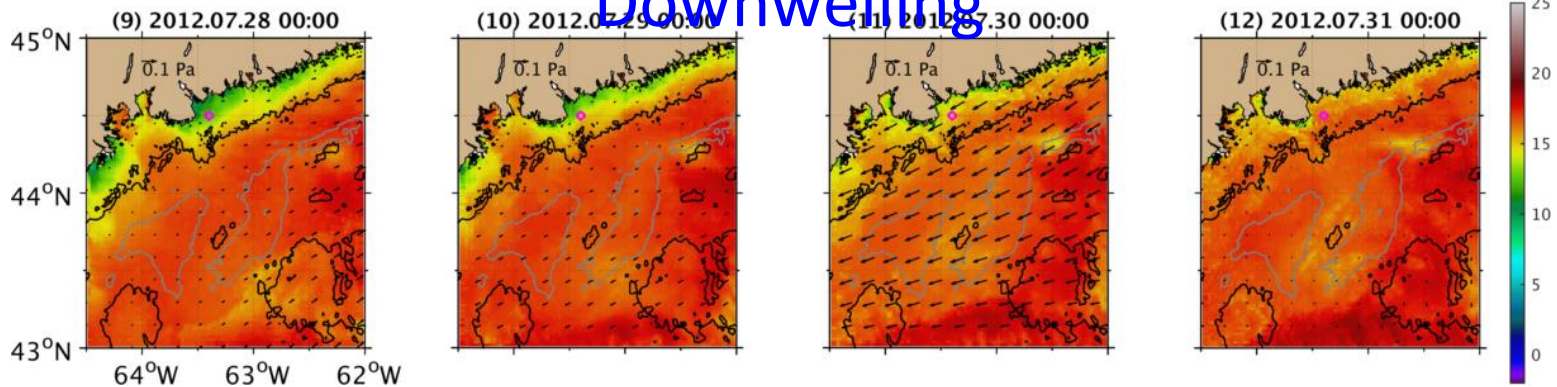 Downwelling
(9) 2012.07.28 00:00
(10) 2012.07.29 00:00
(11) 2012.07.30 00:00
(12) 2012.07.31 00:00
25
45°N
0.1 Pa
0.1 Pa
0.1 Pa
0.1 Pa
20
15
44°N
10
5
0
43°N
64°W
63°W
62°W